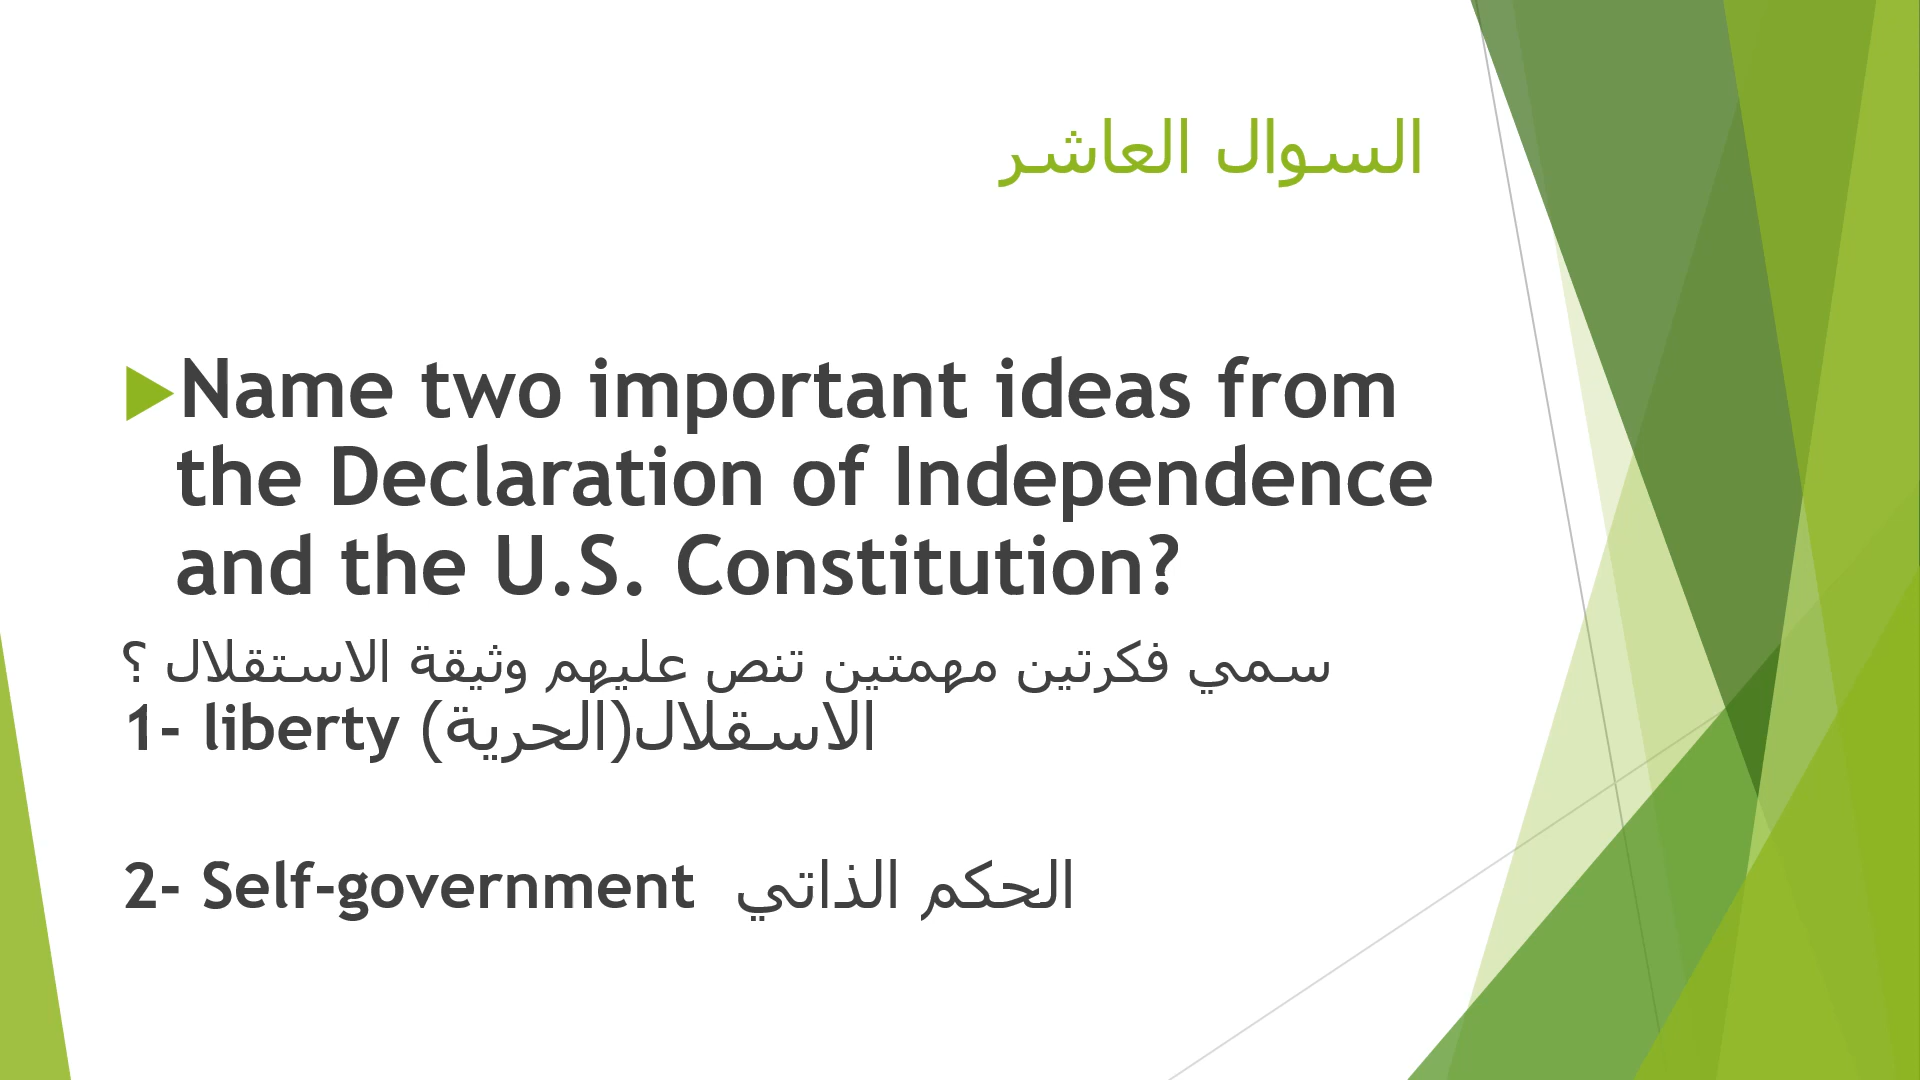 السوال العاشر
Name two important ideas from
the Declaration of Independence
and the U.S. Constitution?
سمي فكرتين مهمتين تنص عليهم وثيقة الاستقلال ؟
1- liberty الاسقلال(الحرية)
2- Self-government الحكم الذاتي